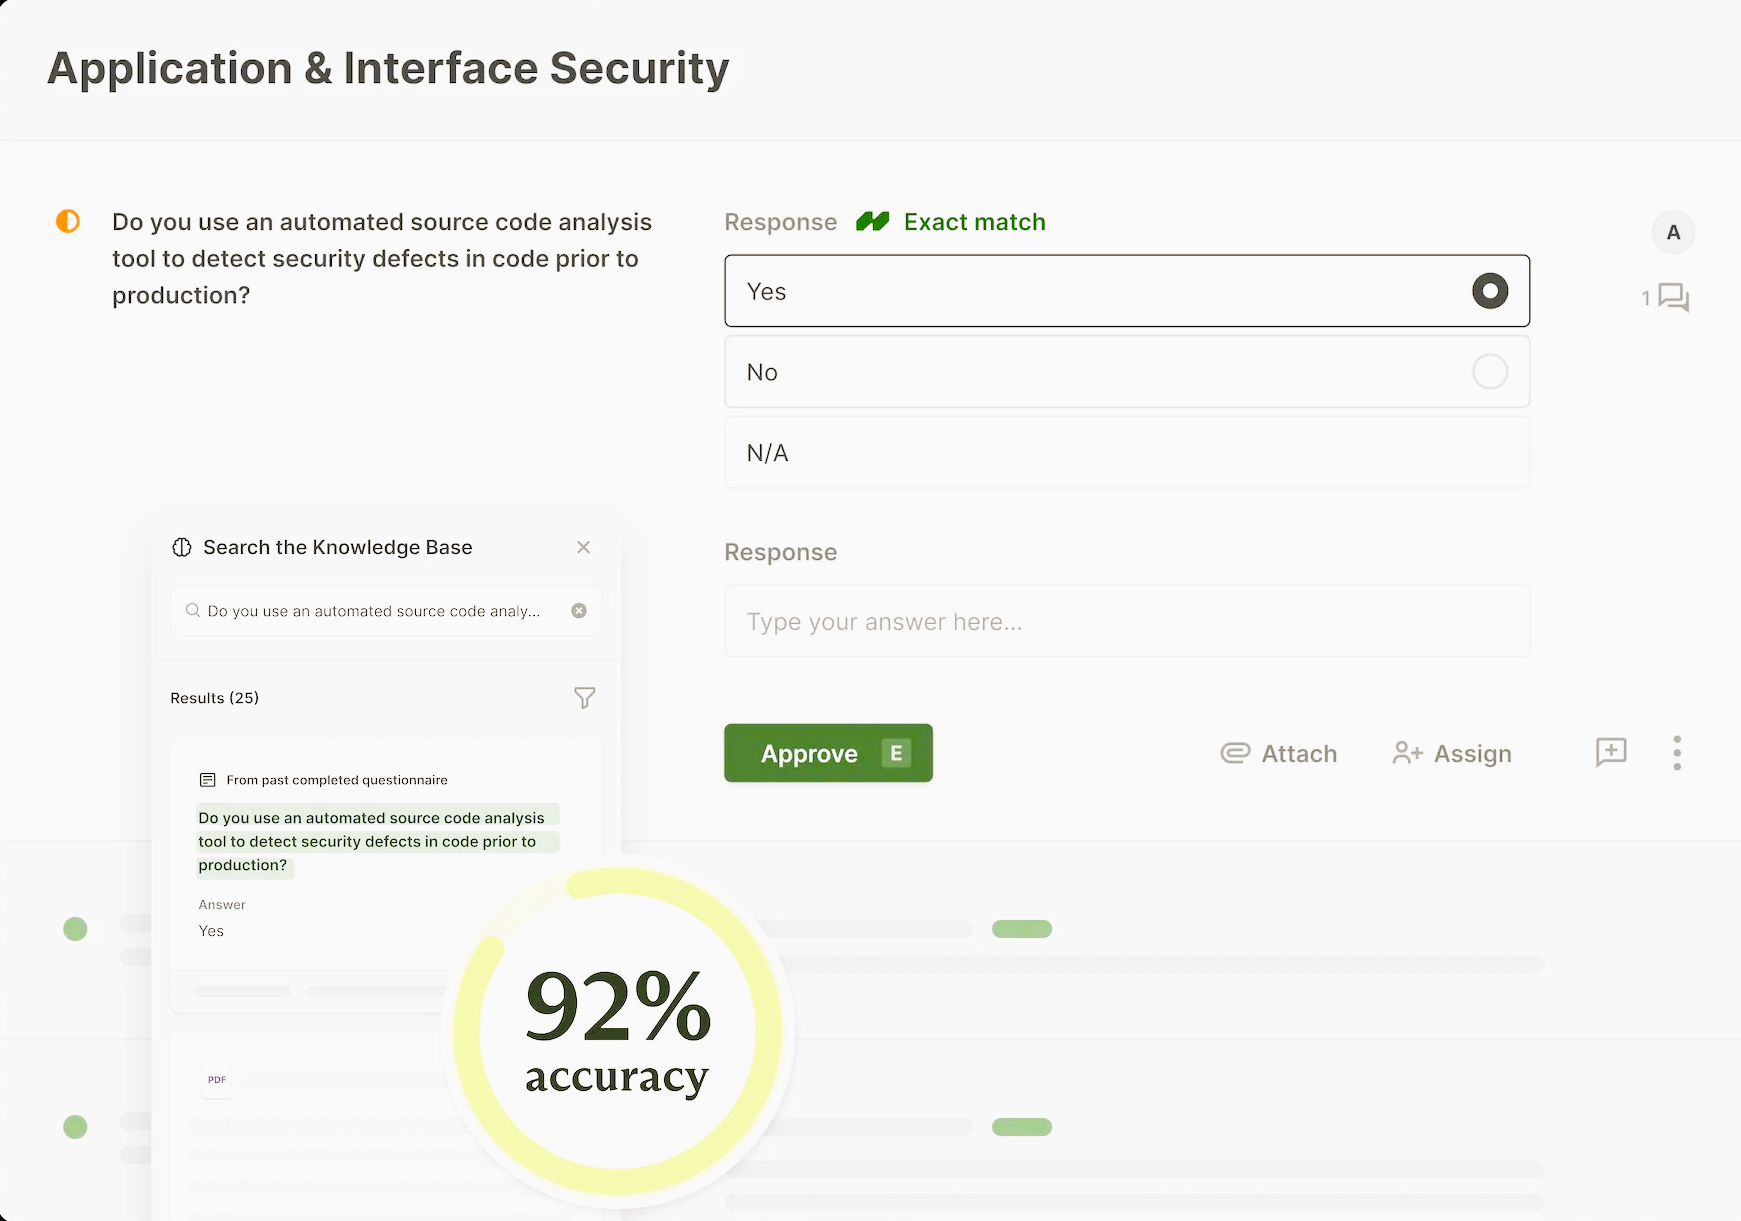 Application & Interface Security
Do you use an automated source code analysis
tool to detect security defects in code prior to
production?
Response Exact match
Yes
No
N/A
A
1
Response
Type your answer here...
Approve E
Attach
Assign
Search the Knowledge Base
Do you use an automated source code analy...
Results (25)
From past completed questionnaire
Do you use an automated source code analysis
tool to detect security defects in code prior to
production?
Answer
Yes
PDF
92%
accuracy